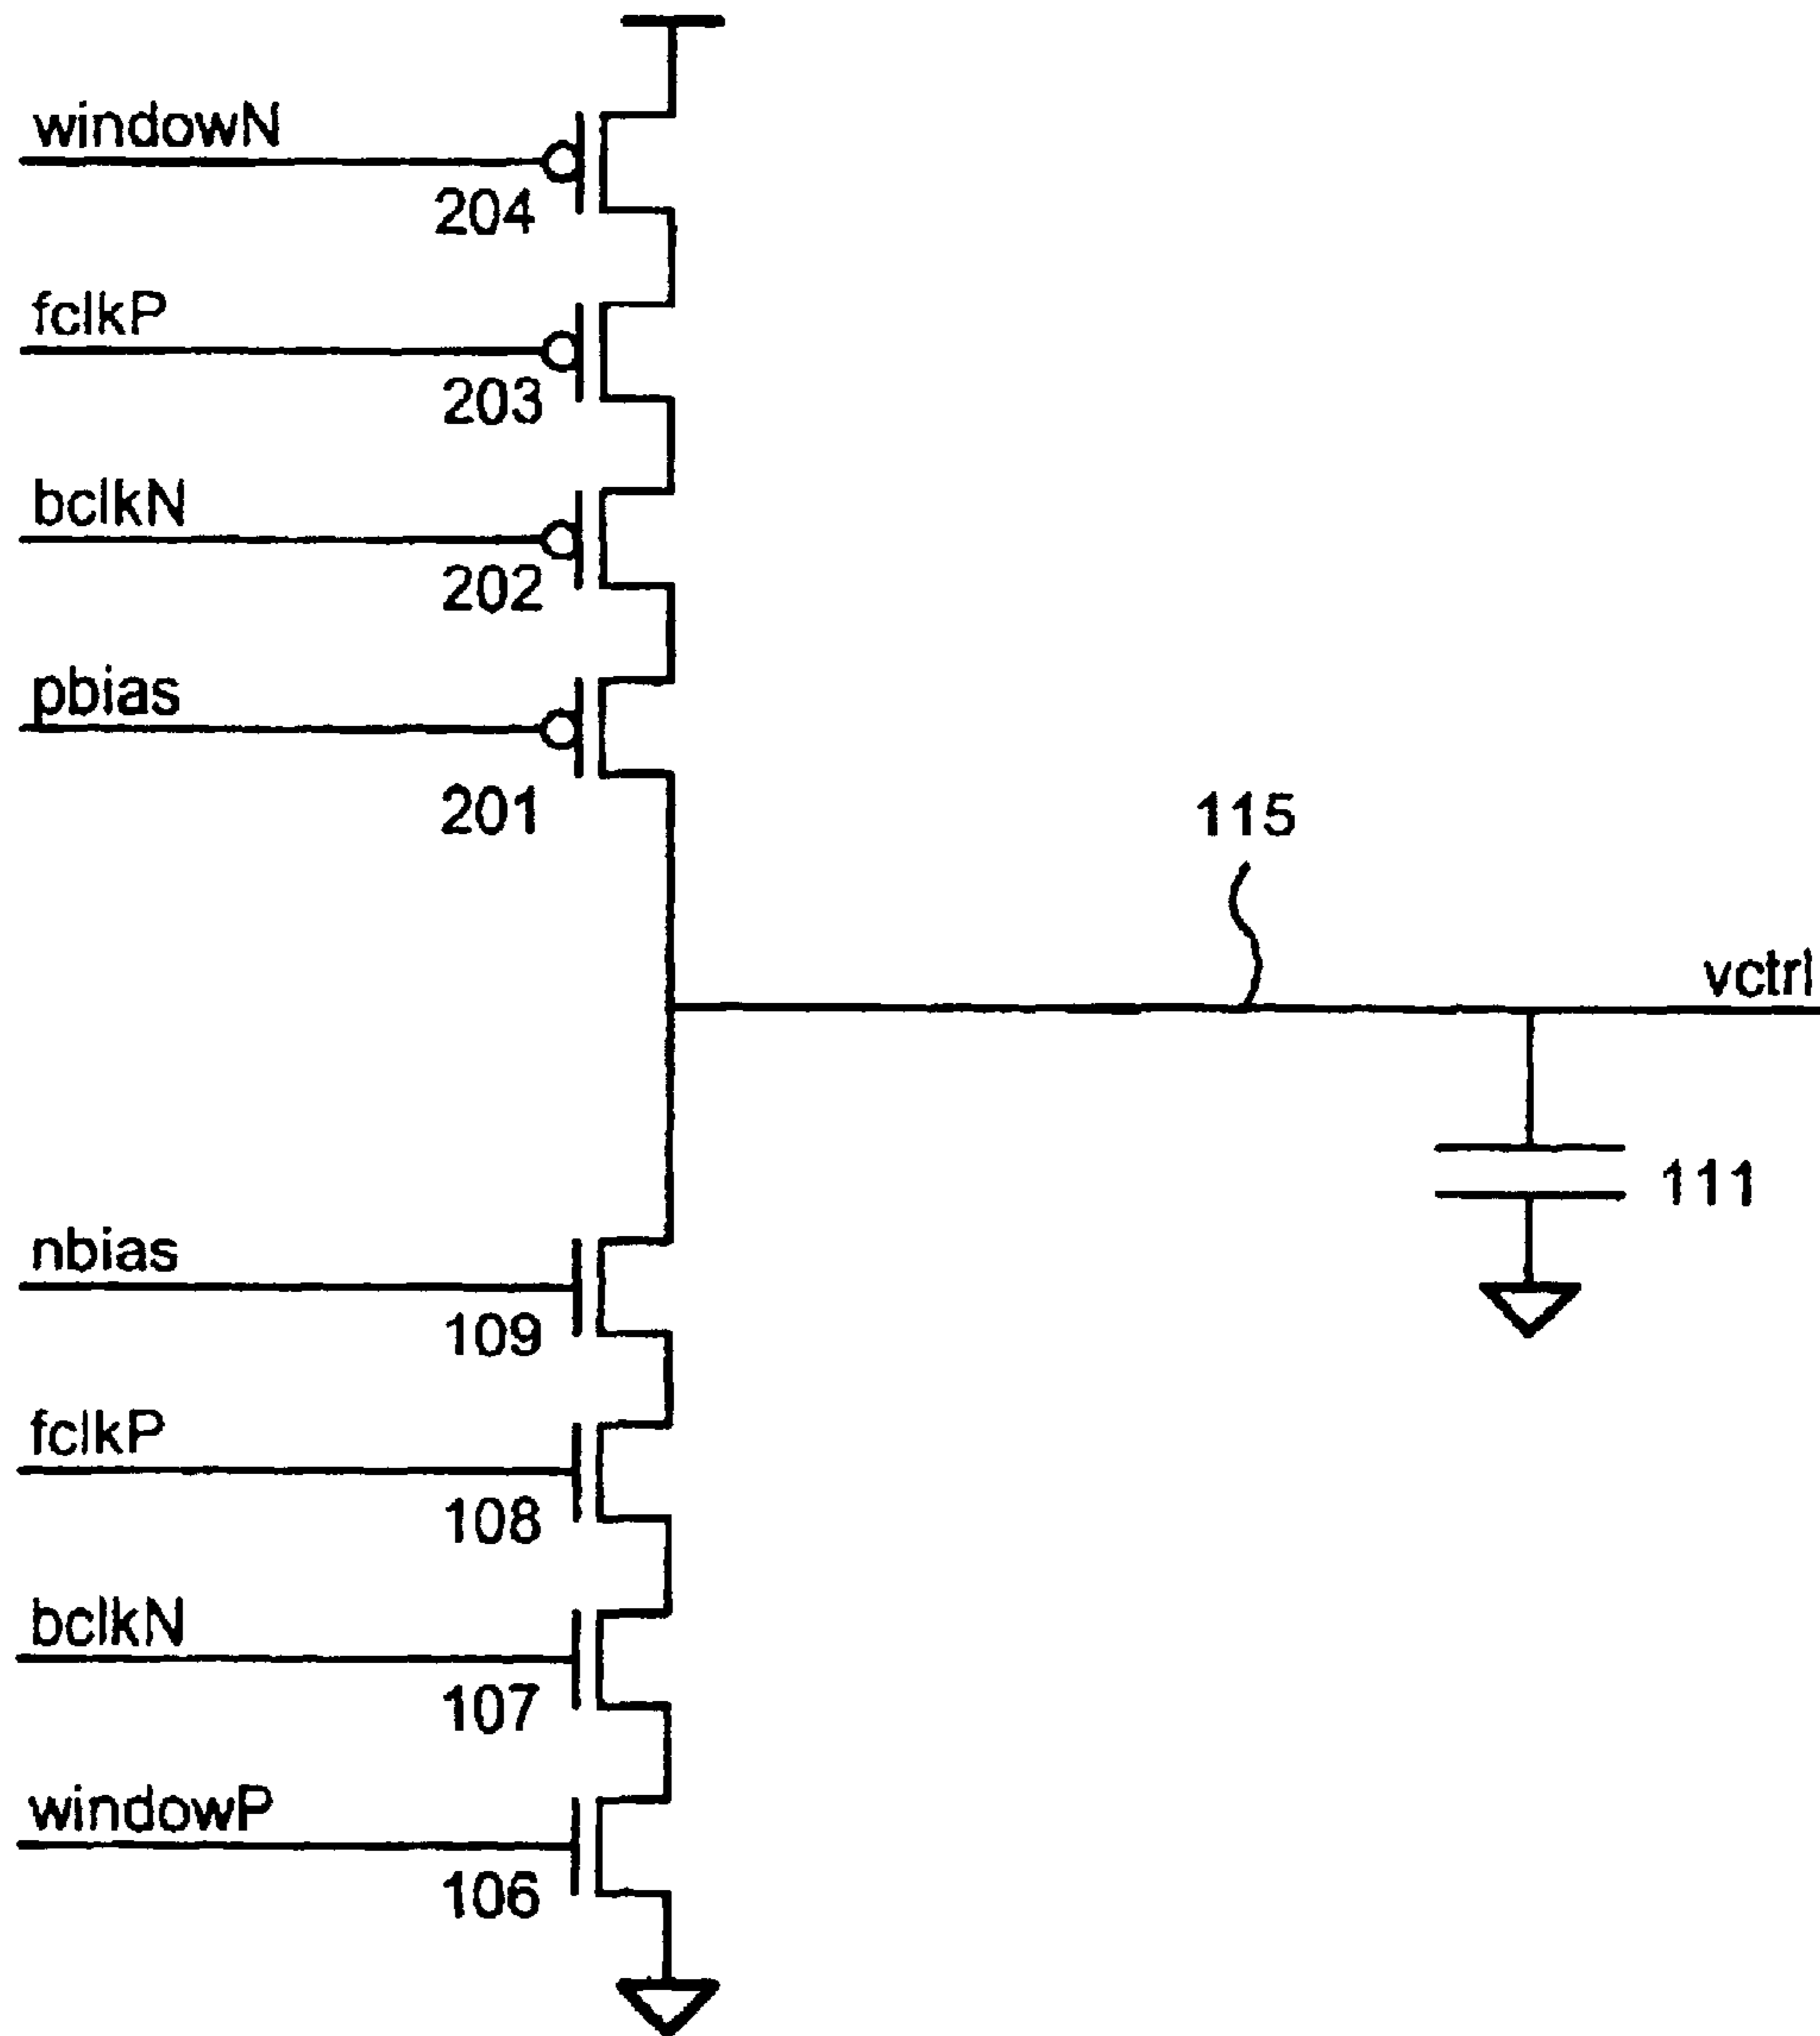 windowN
204
fclkP
203
bclkN
202
pbias
201
115
vctrl
111
nbias
109
fclkP
108
bclkN
107
windowP
106